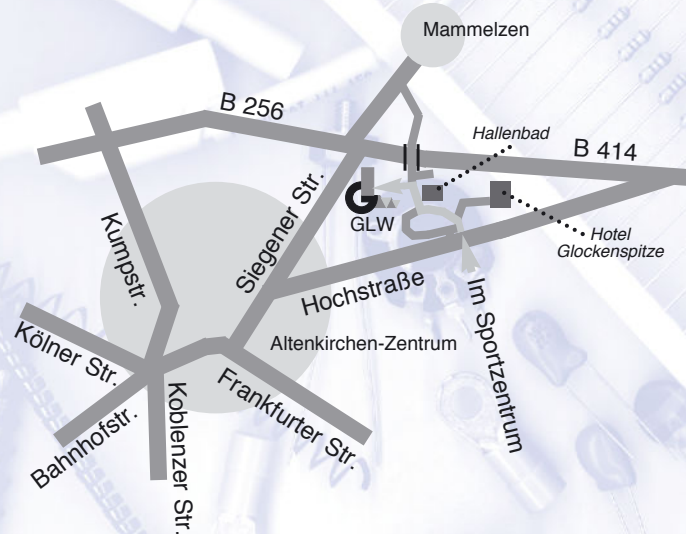 Mammelzen
B 256
Hallenbad
B 414
Kumpstr.
Siegener Str.
GLW
Hotel
Glockenspitze
Hochstraße
Im Sportzentrum
Kölner Str.
Altenkirchen-Zentrum
Frankfurter Str.
Bahnhofstr.
Koblenzer Str.